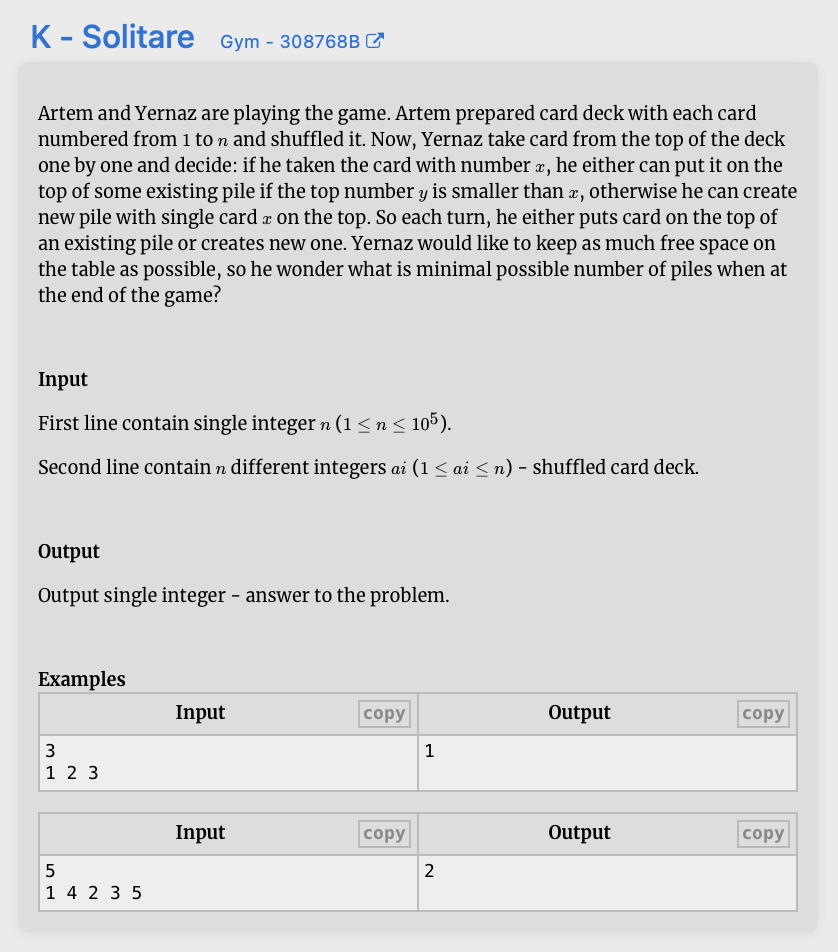 K - Solitare Gym - 308768B
Artem and Yernaz are playing the game. Artem prepared card deck with each card
numbered from 1 to n and shuffled it. Now, Yernaz take card from the top of the deck
one by one and decide: if he taken the card with number x, he either can put it on the
top of some existing pile if the top number y is smaller than x, otherwise he can create
new pile with single card x on the top. So each turn, he either puts card on the top of
an existing pile or creates new one. Yernaz would like to keep as much free space on
the table as possible, so he wonder what is minimal possible number of piles when at
the end of the game?
Input
First line contain single integer n (1 ≤ n ≤ 10⁵).
Second line contain n different integers ai (1 ≤ ai ≤ n) - shuffled card deck.
Output
Output single integer - answer to the problem.
Examples
Input copy Output copy
3 1
1 2 3
Input copy Output copy
5 2
1 4 2 3 5